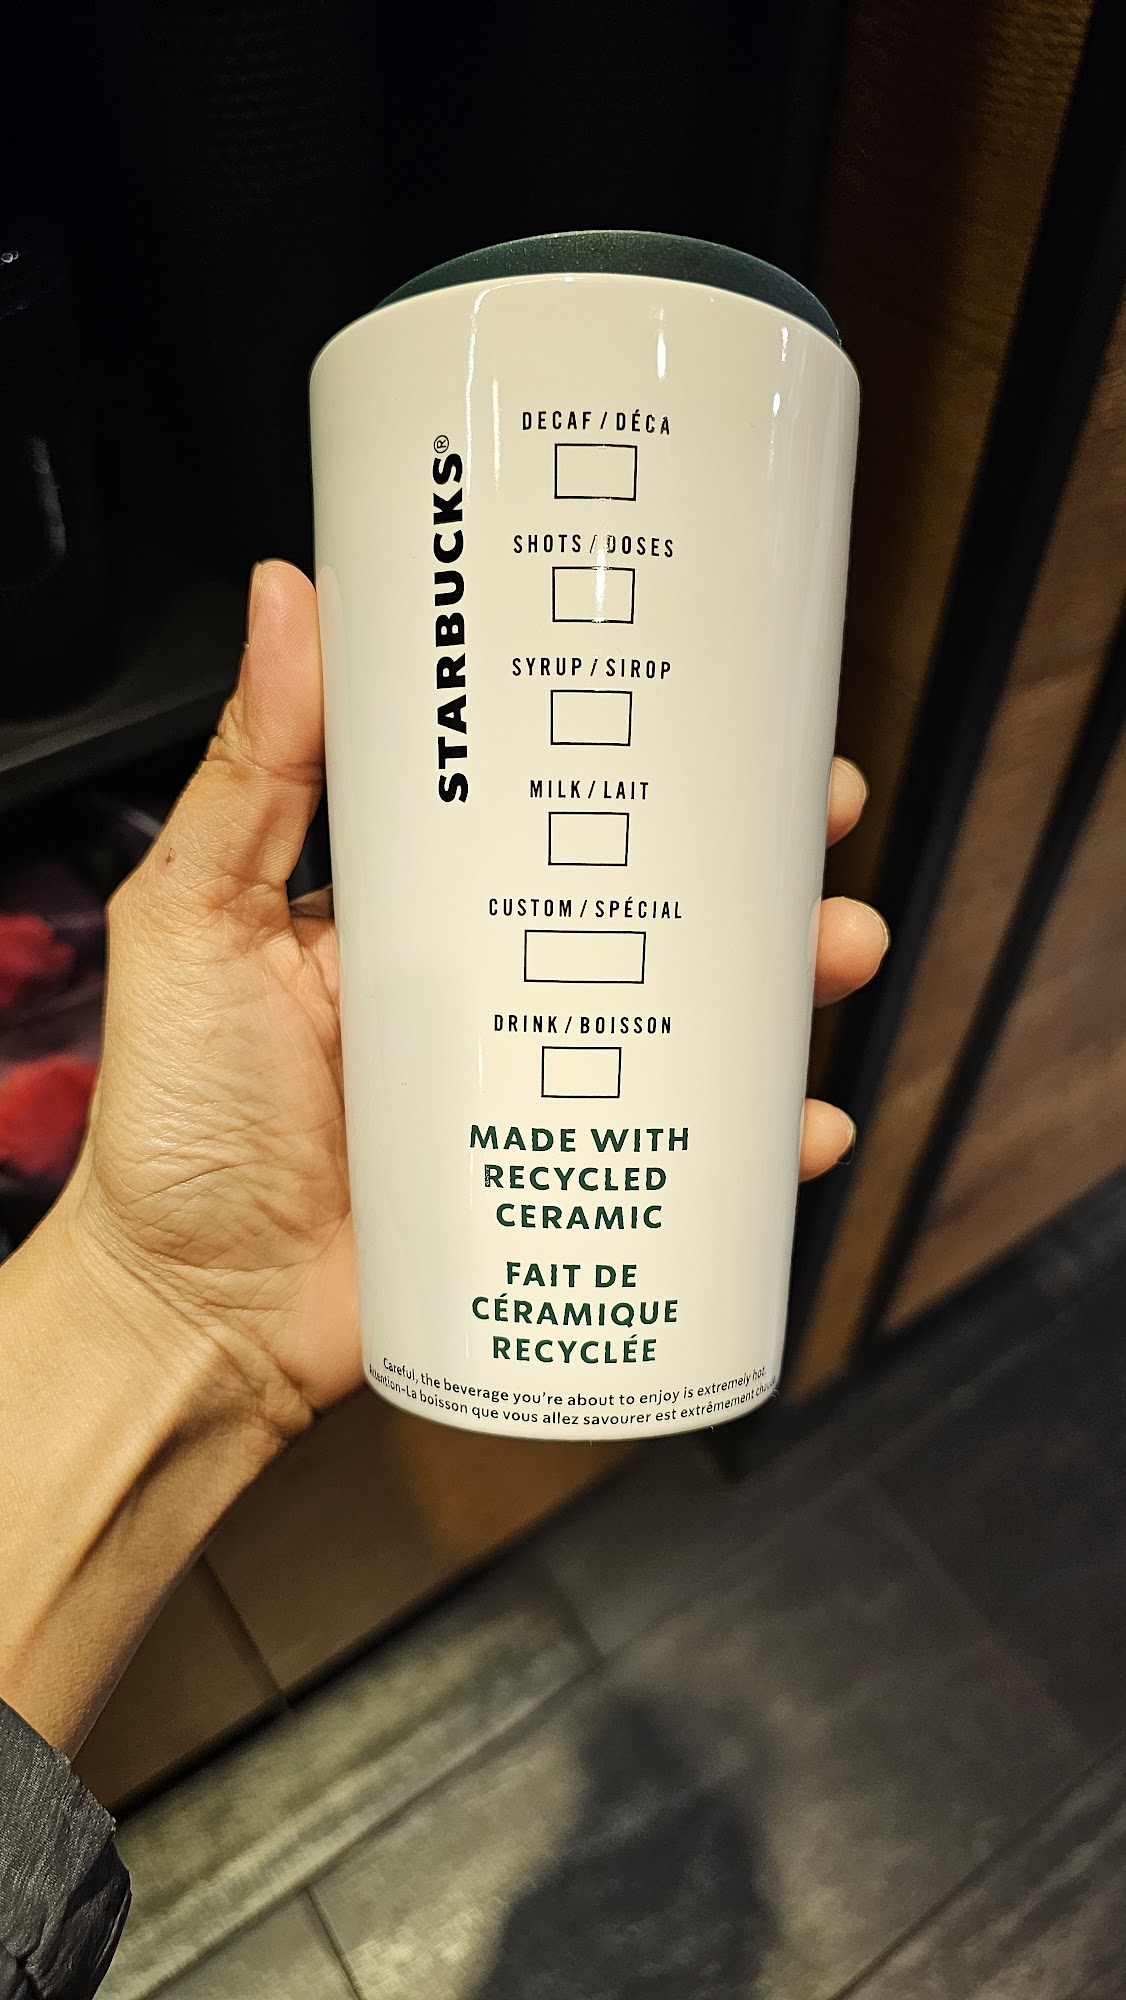 STARBUCKS®
DECAF / DÉCA
SHOTS / DOSES
SYRUP / SIROP
MILK / LAIT
CUSTOM / SPÉCIAL
DRINK / BOISSON
MADE WITH
RECYCLED
CERAMIC
FAIT DE
CÉRAMIQUE
RECYCLÉE
Careful, the beverage you're about to enjoy is extremely hot.
Attention-La boisson que vous allez savourer est extrêmement chaude